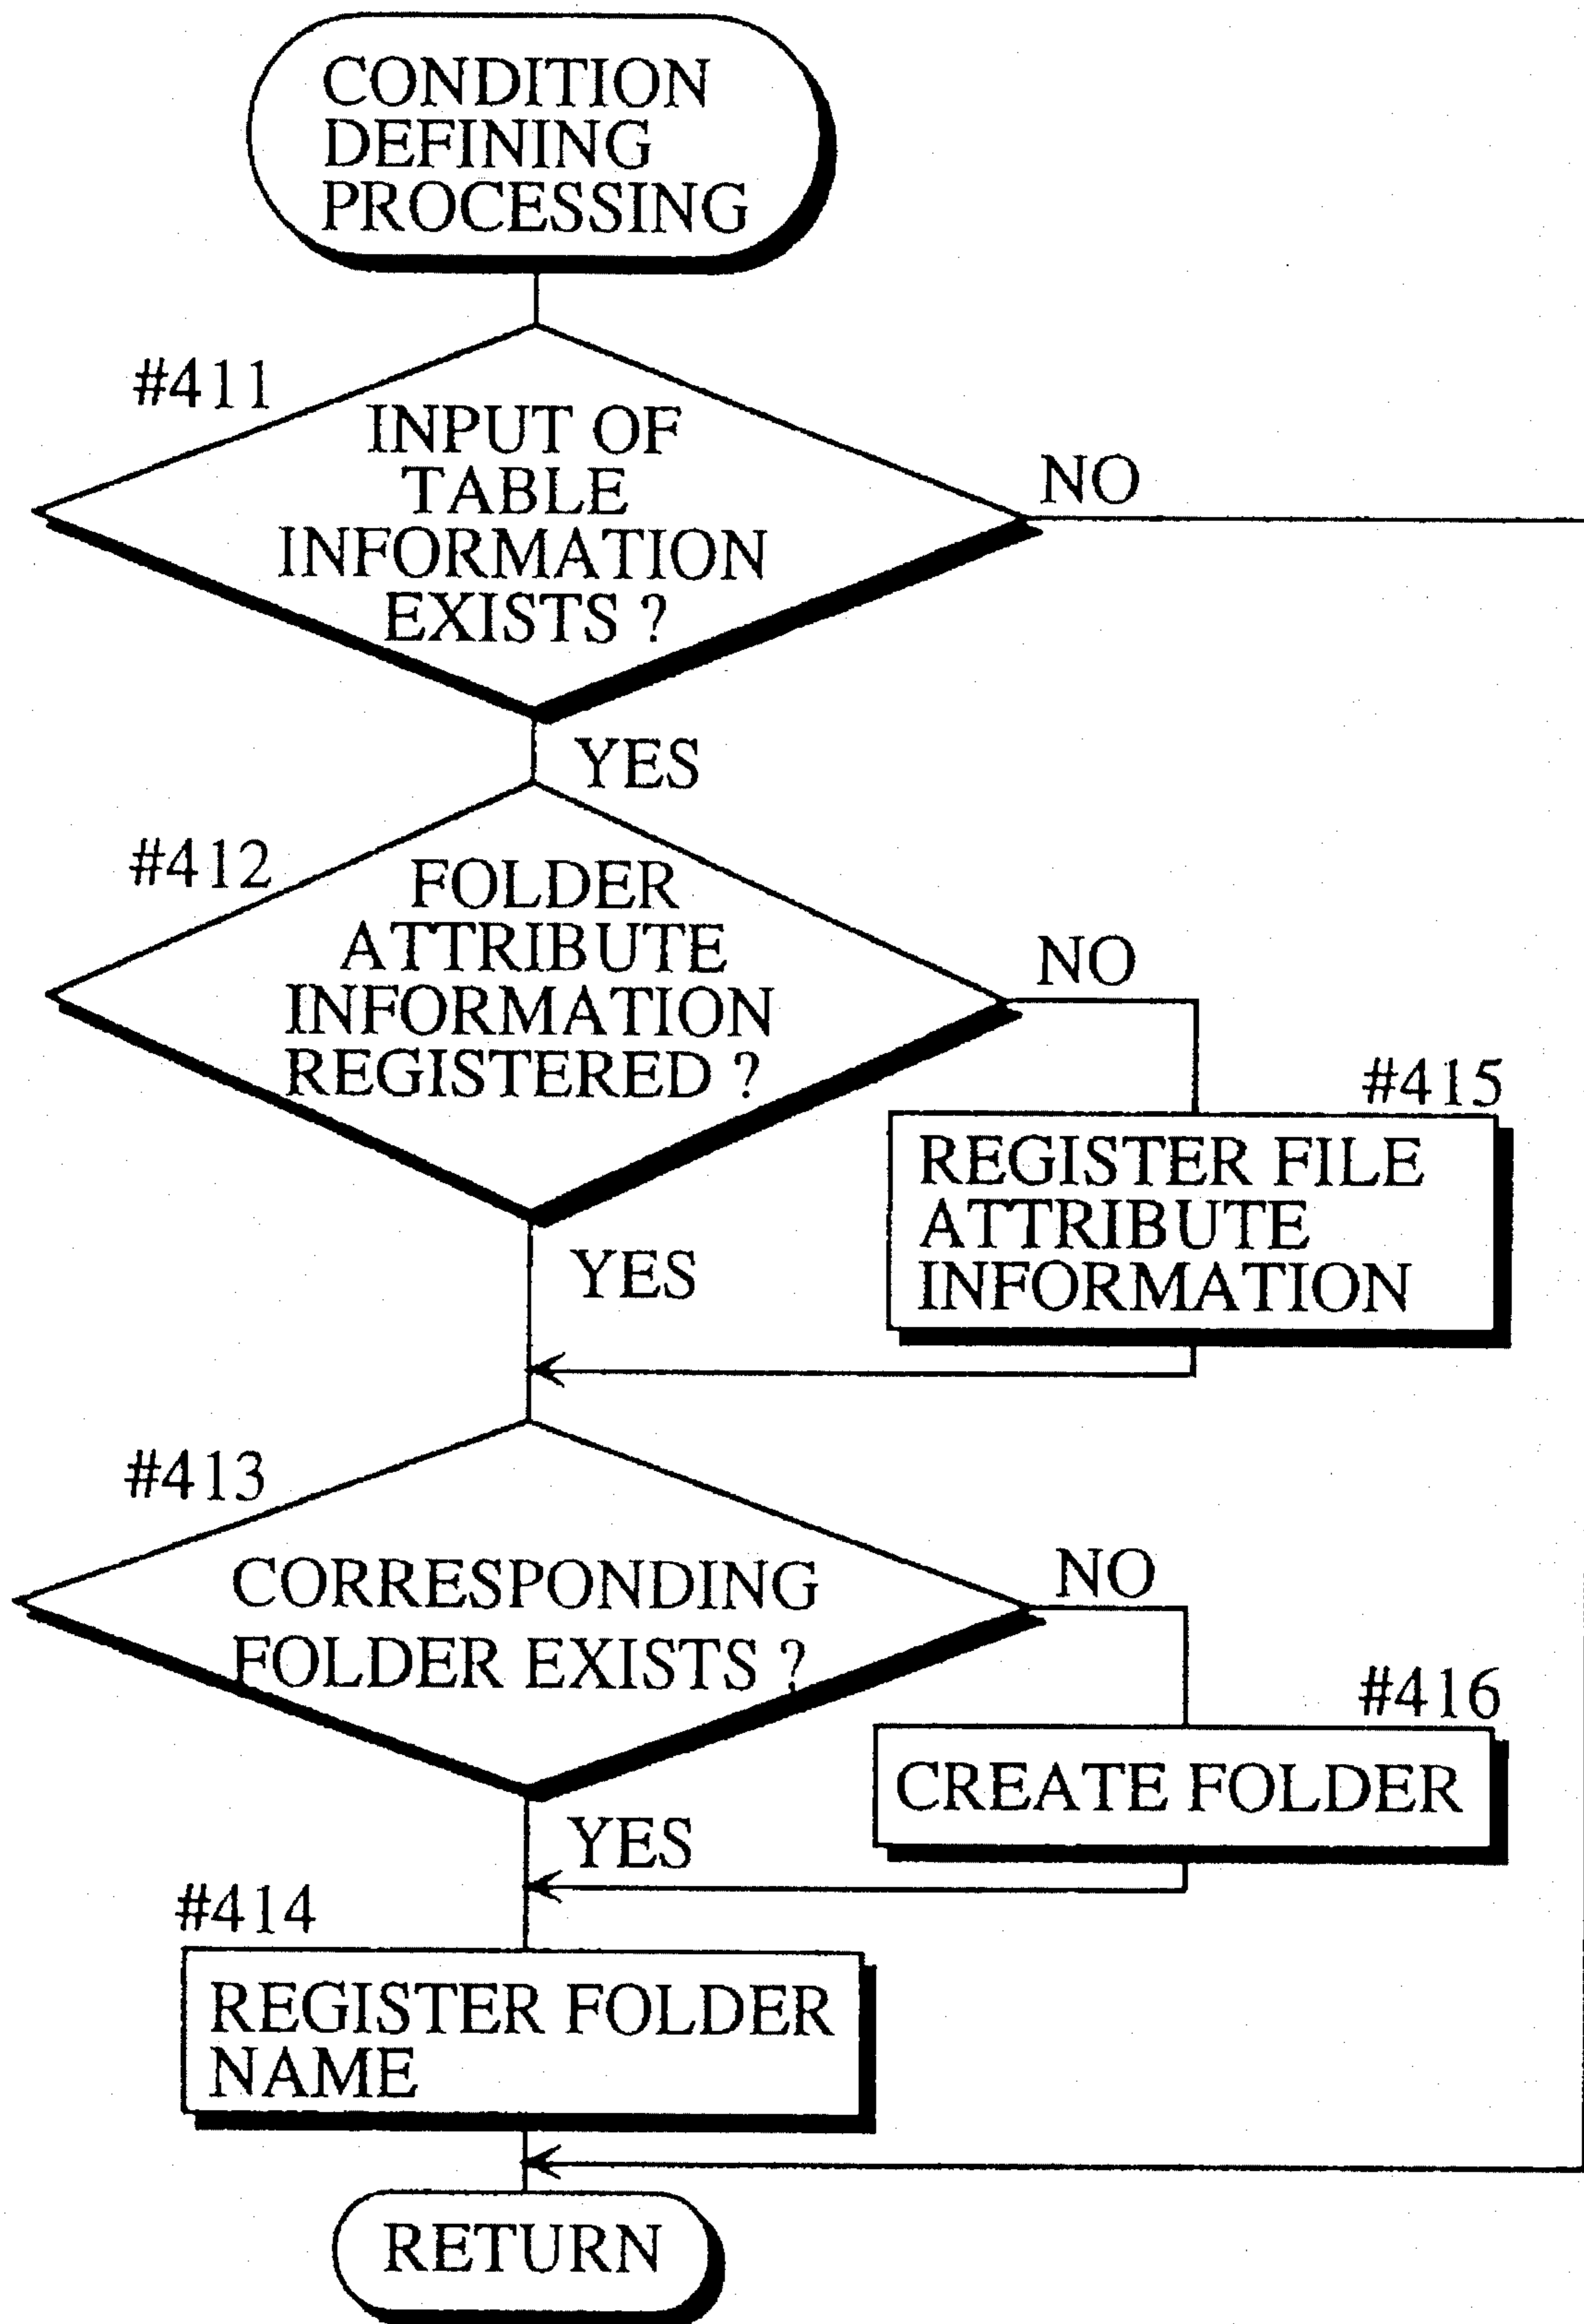 CONDITION
DEFINING
PROCESSING
#411
INPUT OF
TABLE
INFORMATION
EXISTS ?
NO
YES
#412
FOLDER
ATTRIBUTE
INFORMATION
REGISTERED ?
NO
#415
REGISTER FILE
ATTRIBUTE
INFORMATION
YES
#413
CORRESPONDING
FOLDER EXISTS ?
NO
#416
CREATE FOLDER
YES
#414
REGISTER FOLDER
NAME
RETURN